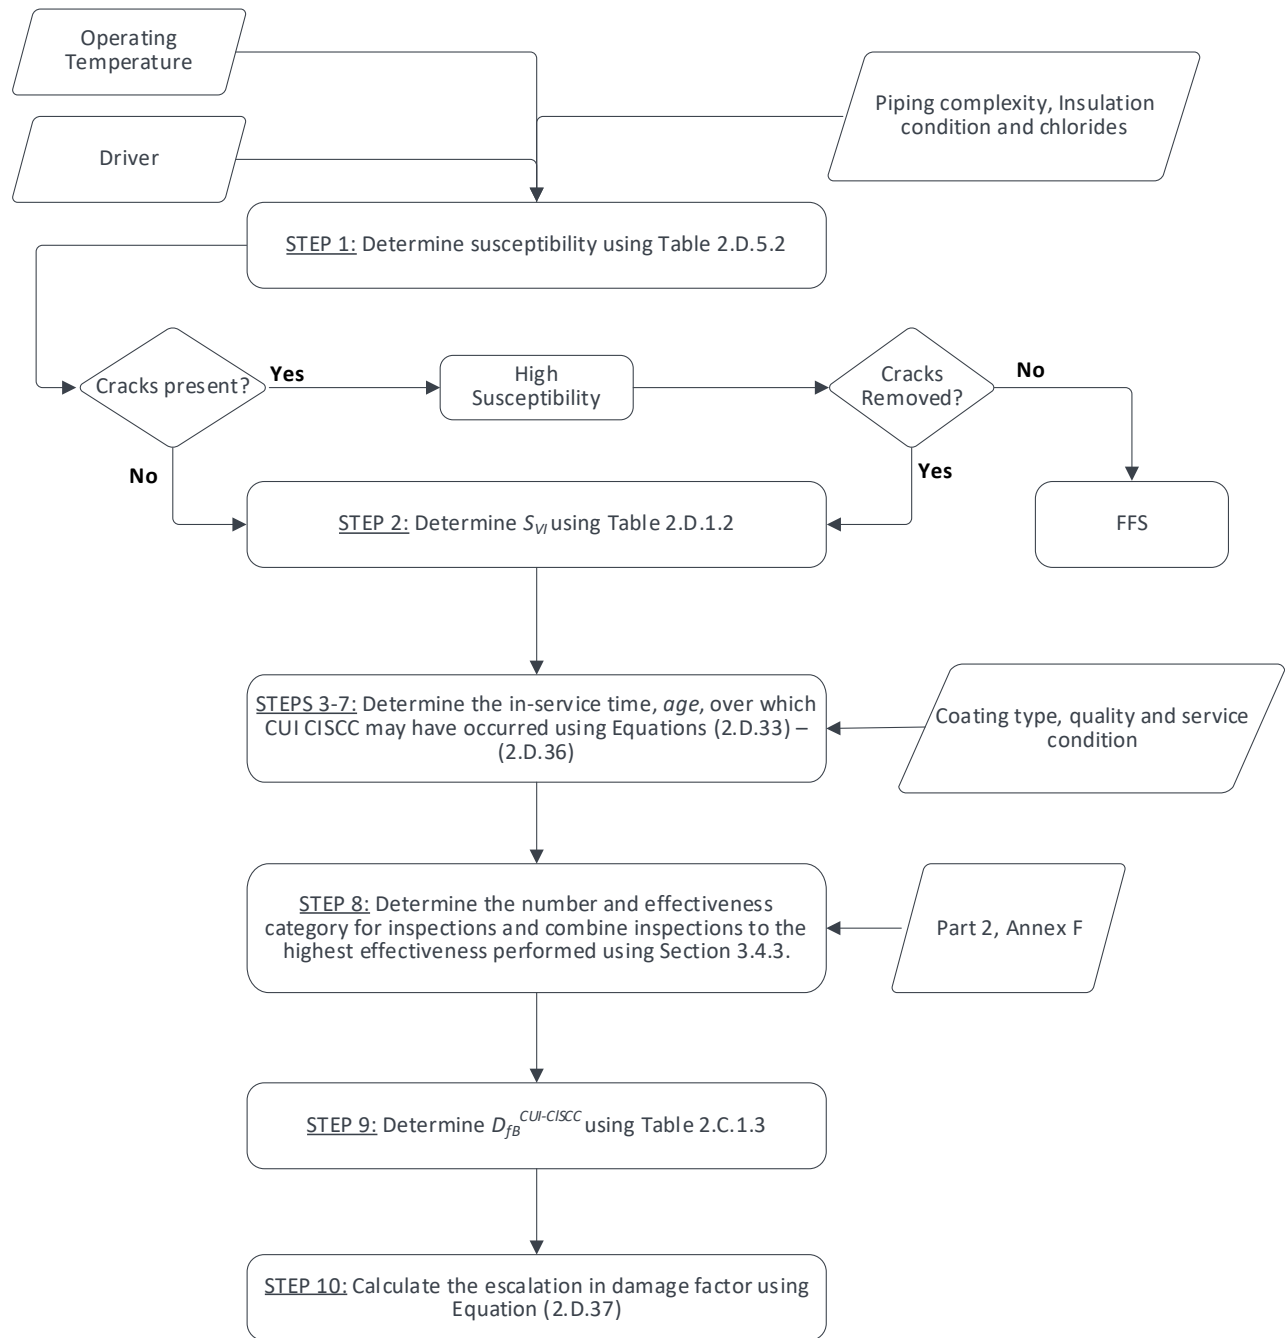 Operating
Temperature
Piping complexity, Insulation
condition and chlorides
Driver
STEP 1: Determine susceptibility using Table 2.D.5.2
Cracks present?
Yes
High
Susceptibility
Cracks
Removed?
No
No
Yes
STEP 2: Determine SVI using Table 2.D.1.2
FFS
STEPS 3-7: Determine the in-service time, age, over which
CUI CISCC may have occurred using Equations (2.D.33) –
(2.D.36)
Coating type, quality and service
condition
STEP 8: Determine the number and effectiveness
category for inspections and combine inspections to the
highest effectiveness performed using Section 3.4.3.
Part 2, Annex F
STEP 9: Determine DfB^CUI-CISCC using Table 2.C.1.3
STEP 10: Calculate the escalation in damage factor using
Equation (2.D.37)